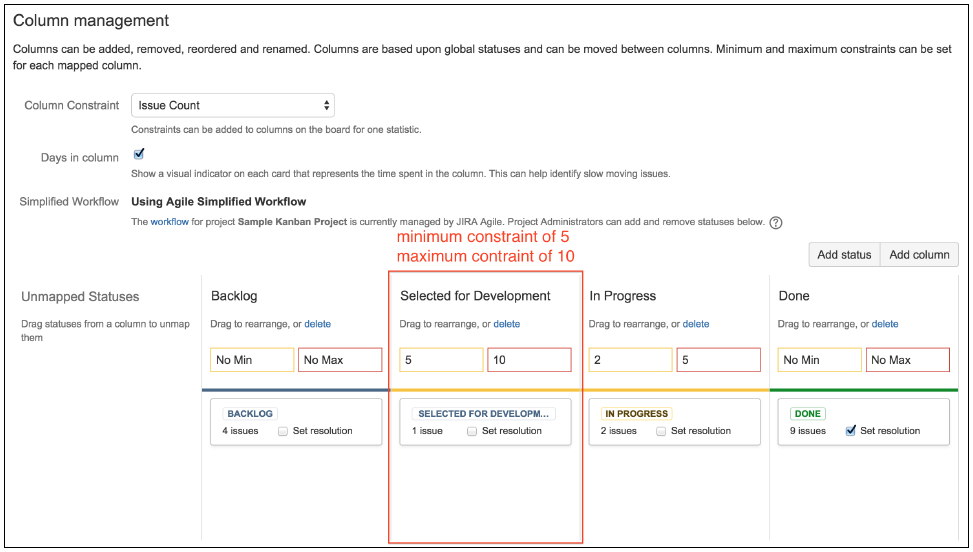 Column management
Columns can be added, removed, reordered and renamed. Columns are based upon global statuses and can be moved between columns. Minimum and maximum constraints can be set
for each mapped column.
Column Constraint
Issue Count
Constraints can be added to columns on the board for one statistic.
Days in column
Show a visual indicator on each card that represents the time spent in the column. This can help identify slow moving issues.
Simplified Workflow
Using Agile Simplified Workflow
The workflow for project Sample Kanban Project is currently managed by JIRA Agile. Project Administrators can add and remove statuses below. ?
minimum constraint of 5
maximum contraint of 10
Add status
Add column
Unmapped Statuses
Drag statuses from a column to unmap
them
Backlog
Drag to rearrange, or delete
No Min
No Max
BACKLOG
4 issues
Set resolution
Selected for Development
Drag to rearrange, or delete
5
10
SELECTED FOR DEVELOPM...
1 issue
Set resolution
In Progress
Drag to rearrange, or delete
2
5
IN PROGRESS
2 issues
Set resolution
Done
Drag to rearrange, or delete
No Min
No Max
DONE
9 issues
Set resolution